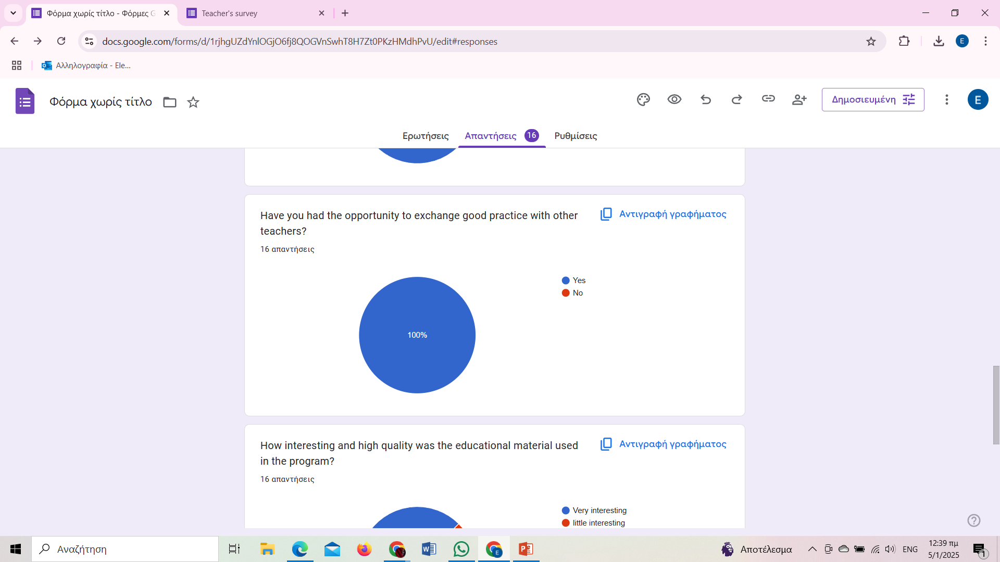 Φόρμα χωρίς τίτλο - Φόρμες G
Teacher's survey
docs.google.com/forms/d/1rjhgUZdYnlOGjO6fj8QOGVnSwhT8H7Zt0PKzHMdhPvU/edit#responses
E
Αλληλογραφία - Ele...
Φόρμα χωρίς τίτλο
Δημοσιευμένη
E
Ερωτήσεις
Απαντήσεις 16
Ρυθμίσεις
Have you had the opportunity to exchange good practice with other
teachers?
Αντιγραφή γραφήματος
16 απαντήσεις
Yes
No
100%
How interesting and high quality was the educational material used
in the program?
Αντιγραφή γραφήματος
16 απαντήσεις
Very interesting
little interesting
Αναζήτηση
Αποτέλεσμα
ENG
12:39 πμ
5/1/2025
1